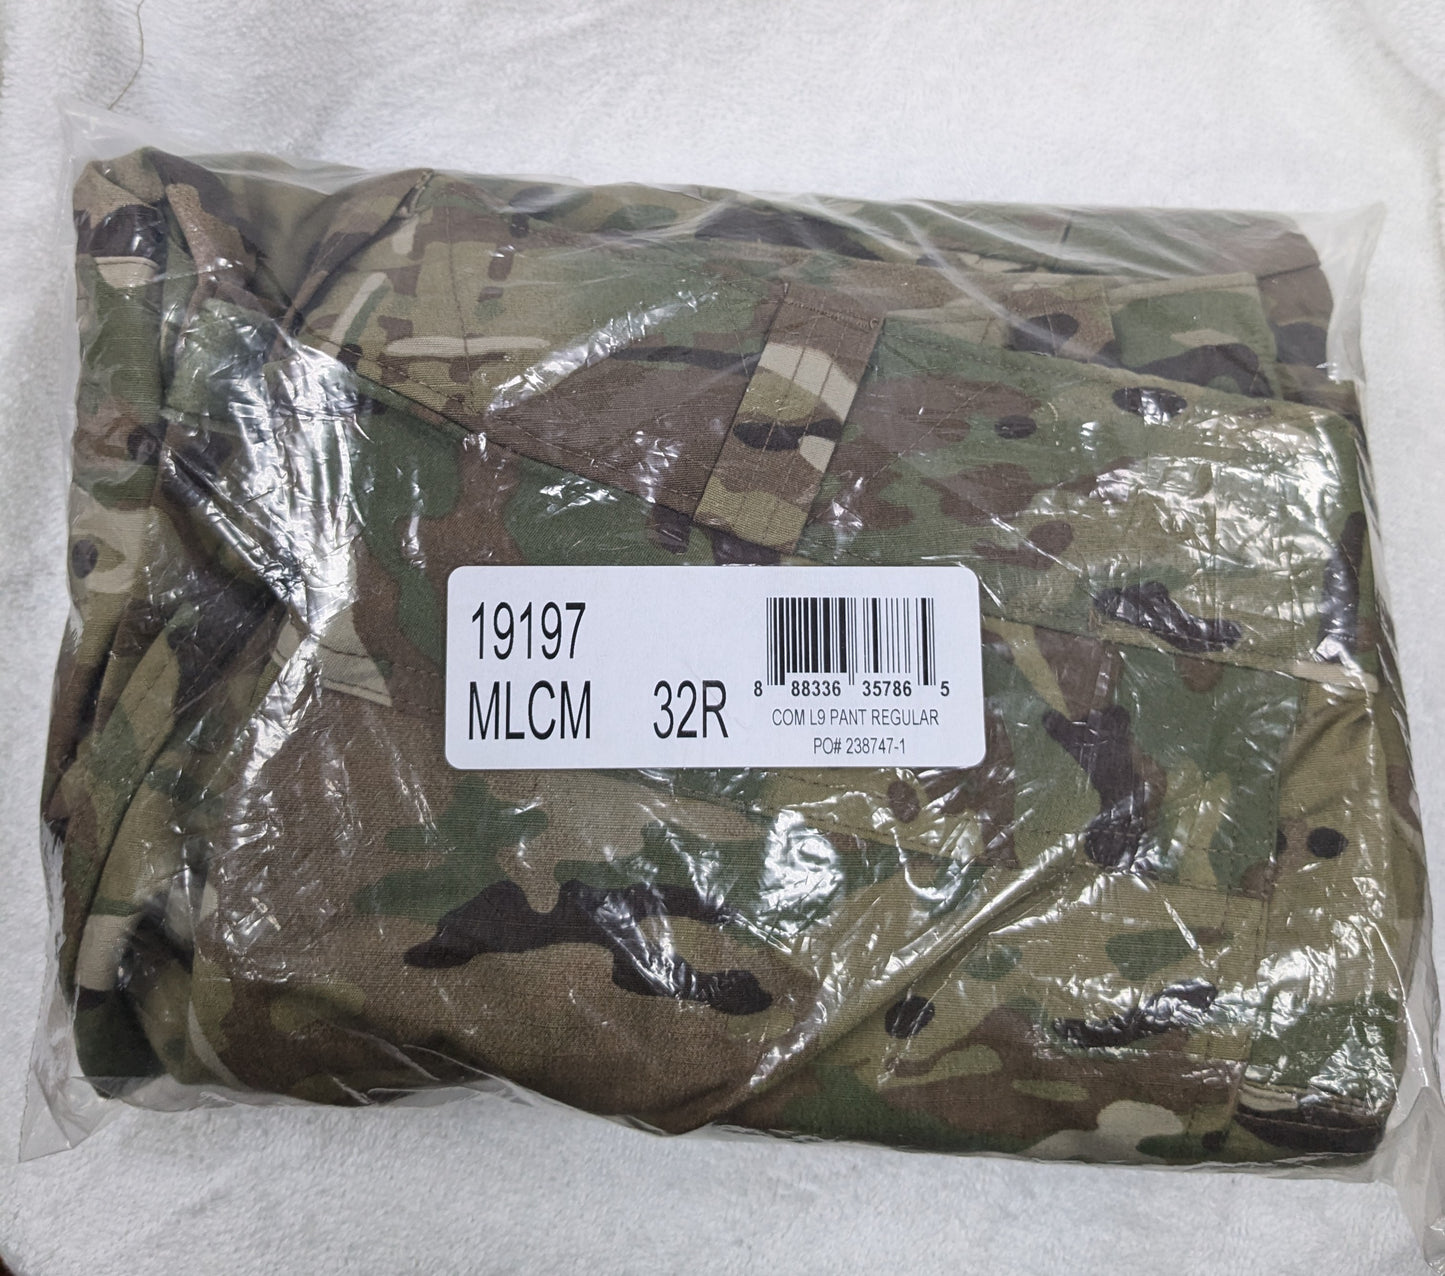 19197
MLCM 32R
8 88336 35786 5
COM L9 PANT REGULAR
PO# 238747-1